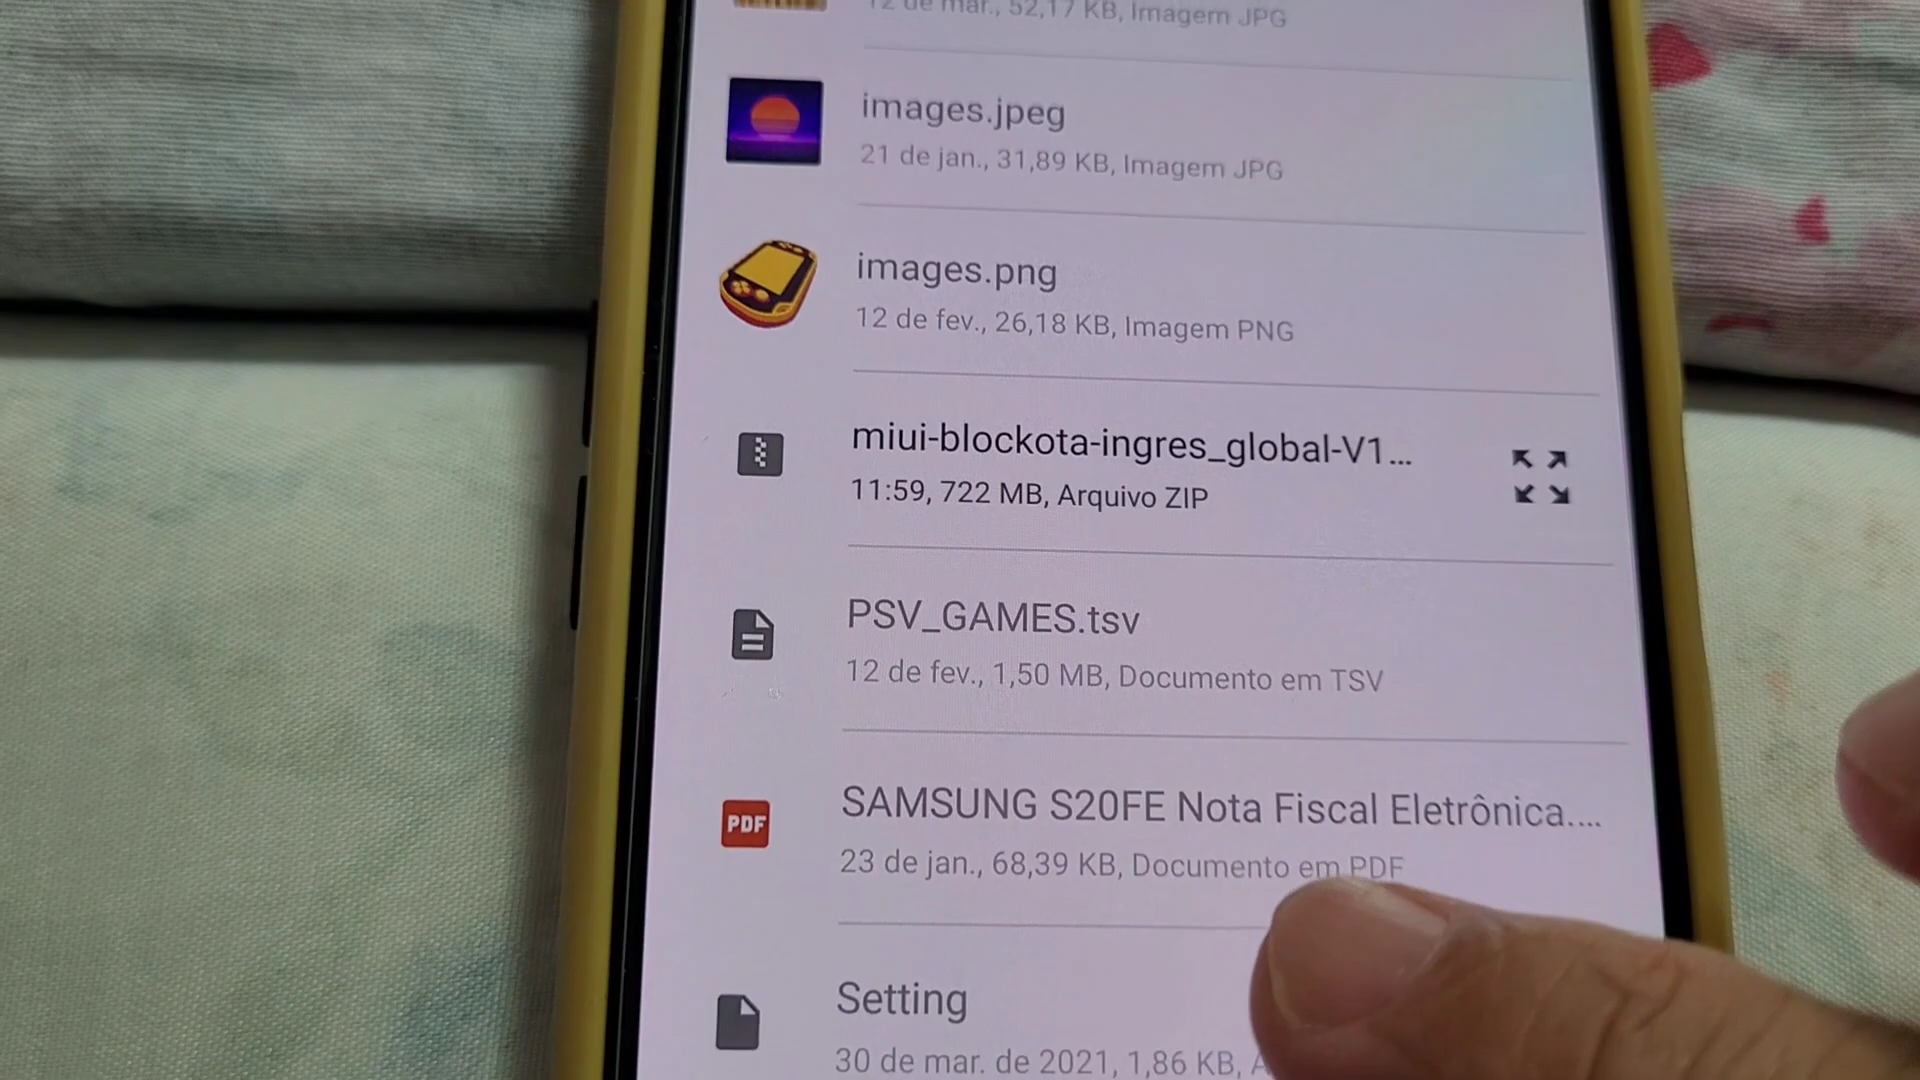 12 de mar., 52,17 KB, Imagem JPG
images.jpeg
21 de jan., 31,89 KB, Imagem JPG
images.png
12 de fev., 26,18 KB, Imagem PNG
miui-blockota-ingres_global-V1...
11:59, 722 MB, Arquivo ZIP
PSV_GAMES.tsv
12 de fev., 1,50 MB, Documento em TSV
PDF
SAMSUNG S20FE Nota Fiscal Eletrônica....
23 de jan., 68,39 KB, Documento em PDF
Setting
30 de mar. de 2021, 1,86 KB,